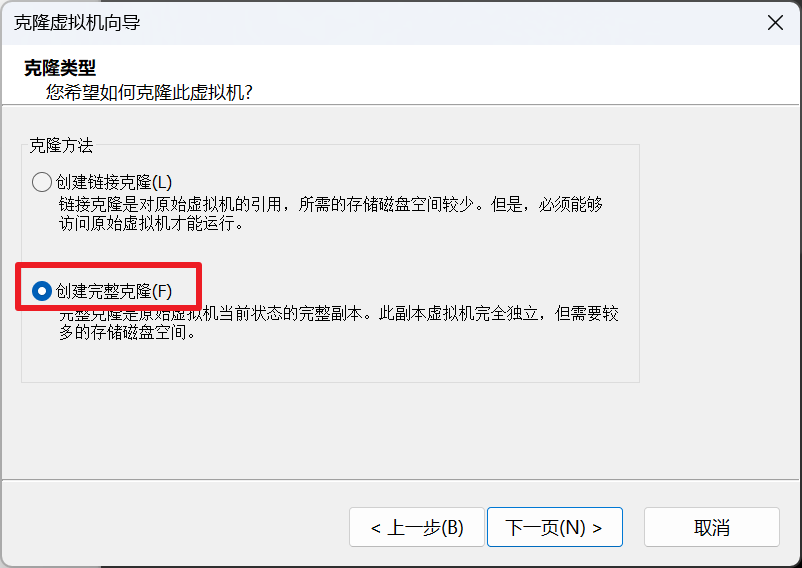 克隆虚拟机向导
克隆类型
您希望如何克隆此虚拟机?
克隆方法
创建链接克隆(L)
链接克隆是对原始虚拟机的引用，所需的存储磁盘空间较少。但是，必须能够
访问原始虚拟机才能运行。
创建完整克隆(F)
完整克隆是原始虚拟机当前状态的完整副本。此副本虚拟机完全独立，但需要较
多的存储磁盘空间。
< 上一步(B) 下一页(N) > 取消